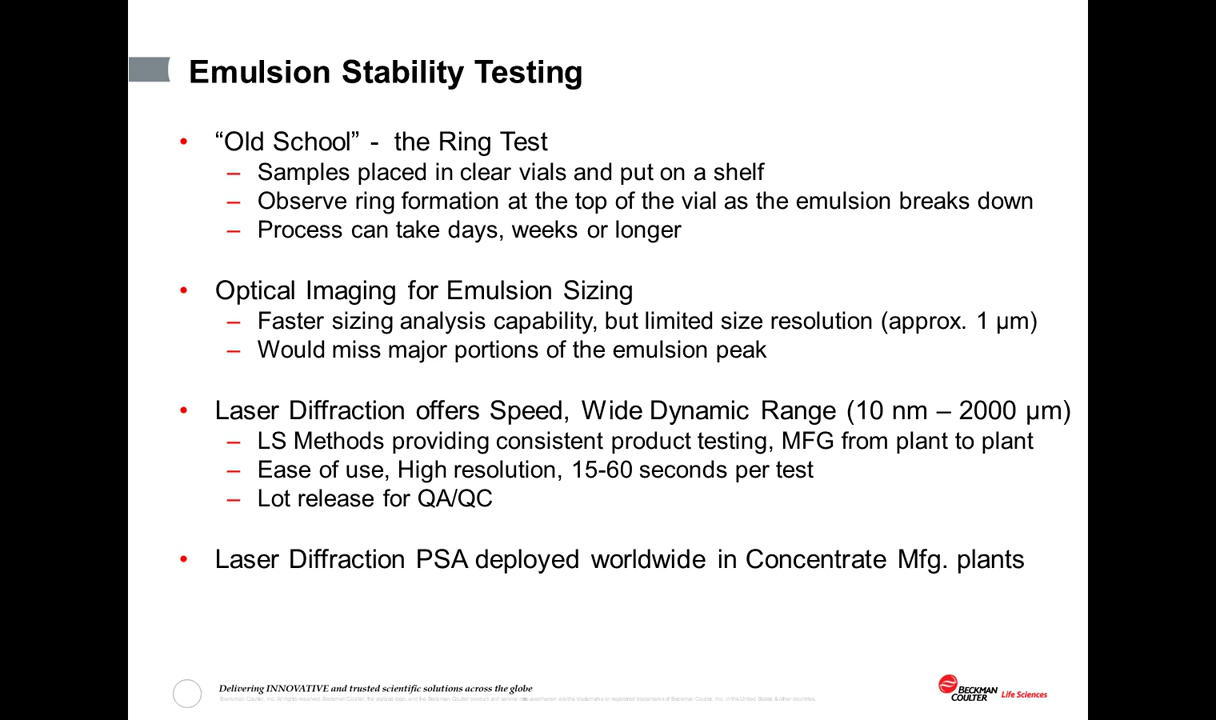 Emulsion Stability Testing
• “Old School” - the Ring Test
– Samples placed in clear vials and put on a shelf
– Observe ring formation at the top of the vial as the emulsion breaks down
– Process can take days, weeks or longer
• Optical Imaging for Emulsion Sizing
– Faster sizing analysis capability, but limited size resolution (approx. 1 µm)
– Would miss major portions of the emulsion peak
• Laser Diffraction offers Speed, Wide Dynamic Range (10 nm – 2000 µm)
– LS Methods providing consistent product testing, MFG from plant to plant
– Ease of use, High resolution, 15-60 seconds per test
– Lot release for QA/QC
• Laser Diffraction PSA deployed worldwide in Concentrate Mfg. plants
Delivering INNOVATIVE and trusted scientific solutions across the globe
BECKMAN
COULTER Life Sciences